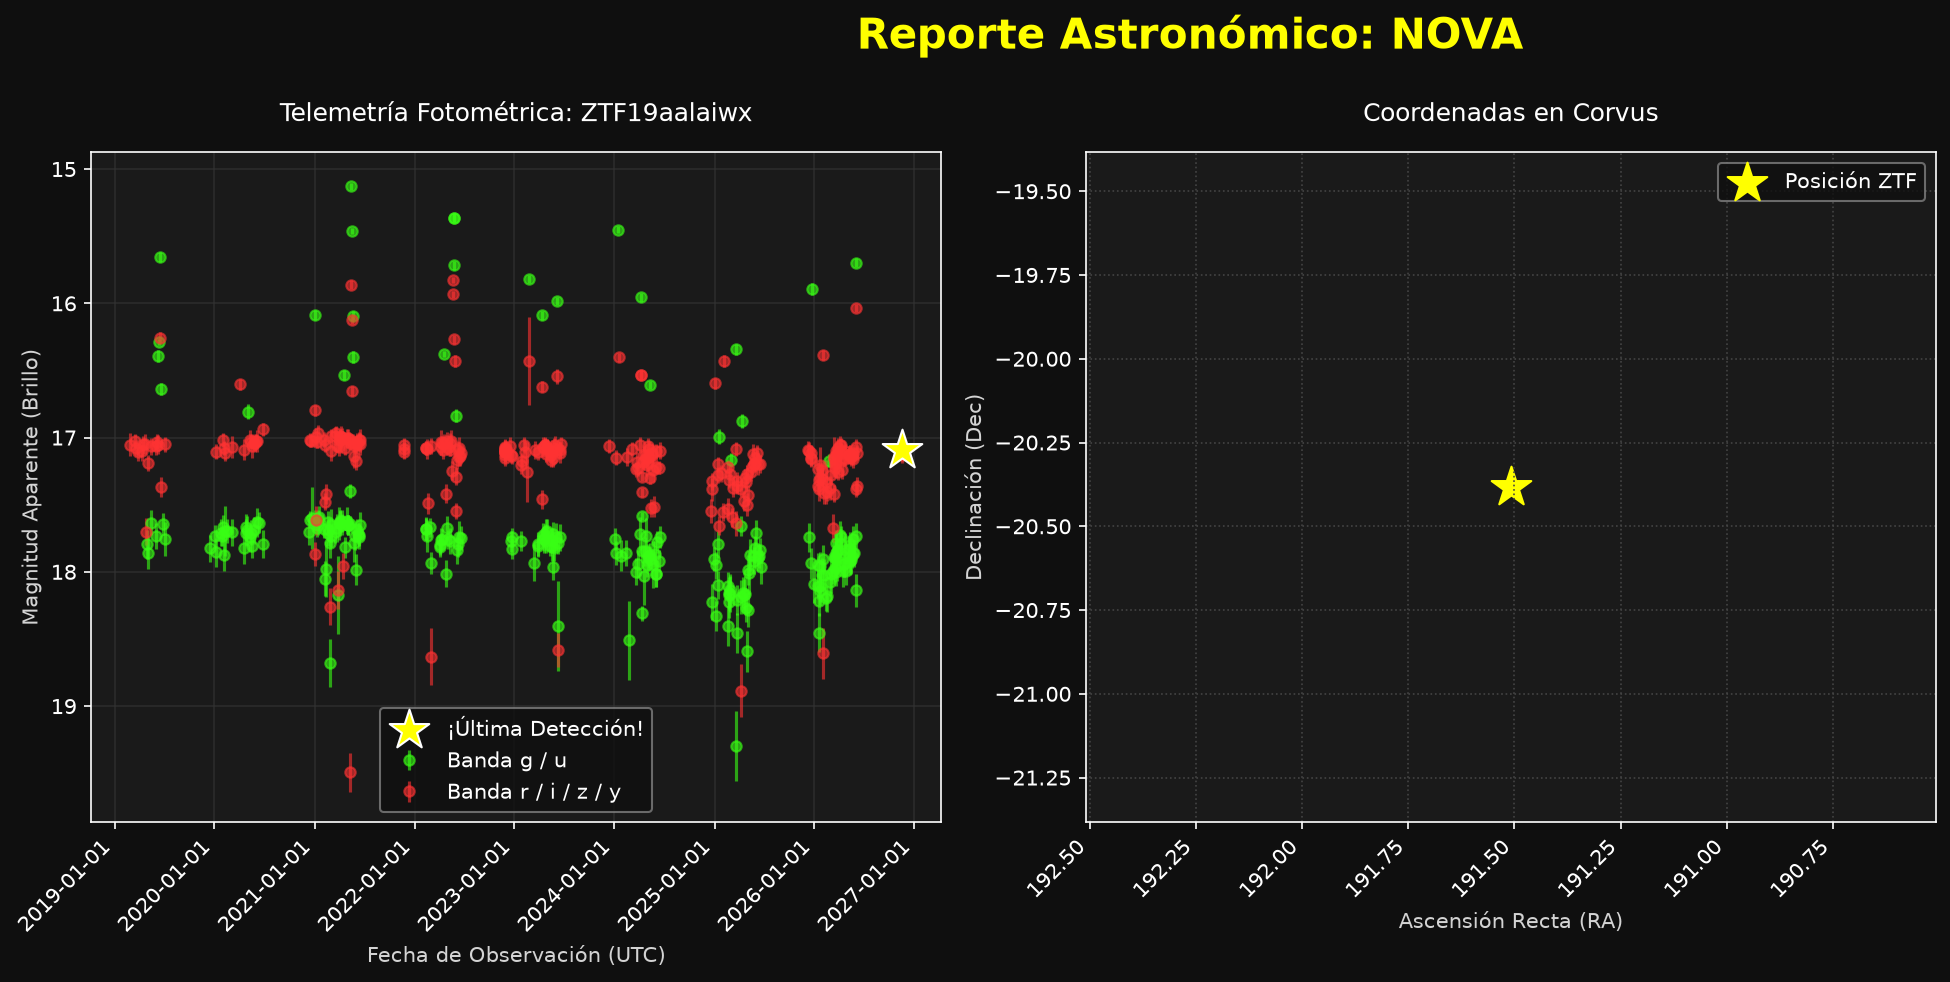 Reporte Astronómico: NOVA
Telemetría Fotométrica: ZTF19aalaiwx
Magnitud Aparente (Brillo)
15
16
17
18
19
¡Última Detección!
Banda g / u
Banda r / i / z / y
2019-01-01
2020-01-01
2021-01-01
2022-01-01
2023-01-01
2024-01-01
2025-01-01
2026-01-01
2027-01-01
Fecha de Observación (UTC)
Coordenadas en Corvus
Posición ZTF
Declinación (Dec)
−19.50
−19.75
−20.00
−20.25
−20.50
−20.75
−21.00
−21.25
192.50
192.25
192.00
191.75
191.50
191.25
191.00
190.75
Ascensión Recta (RA)